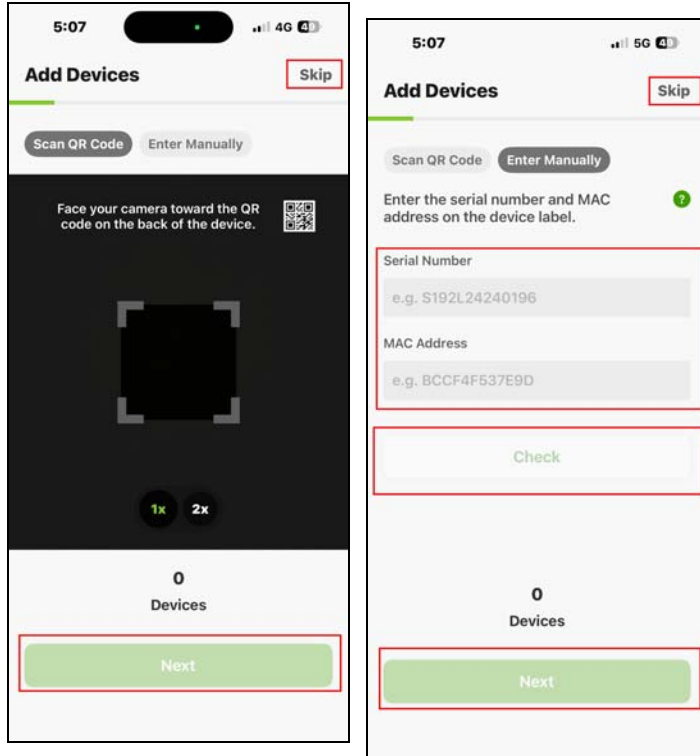 5:07
4G 49
Add Devices
Skip
Scan QR Code
Enter Manually
Face your camera toward the QR
code on the back of the device.
1x
2x
0
Devices
Next
5:07
5G 49
Add Devices
Skip
Scan QR Code
Enter Manually
Enter the serial number and MAC
address on the device label.
?
Serial Number
e.g. S192L24240196
MAC Address
e.g. BCCF4F537E9D
Check
0
Devices
Next